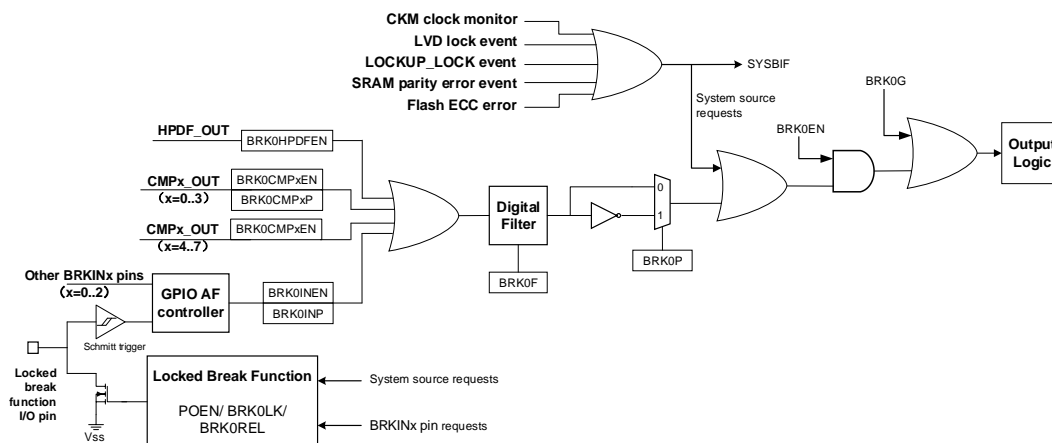 CKM clock monitor
LVD lock event
LOCKUP_LOCK event
SRAM parity error event
Flash ECC error
SYSBIF
System source
requests
BRK0G
BRK0EN
Output
Logic
HPDF_OUT
BRK0HPDFEN
CMPx_OUT
(x=0..3)
BRK0CMPxEN
BRK0CMPxP
CMPx_OUT
(x=4..7)
BRK0CMPxEN
Digital
Filter
BRK0F
0
1
BRK0P
Other BRKINx pins
(x=0..2)
GPIO AF
controller
BRK0INEN
BRK0INP
Schmitt trigger
Locked
break
function
I/O pin
Vss
Locked Break Function
POEN/ BRK0LK/
BRK0REL
System source requests
BRKINx pin requests